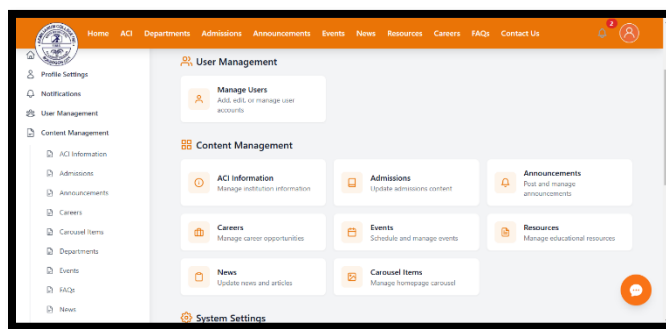 Home ACI Departments Admissions Announcements Events News Resources Careers FAQs Contact Us
2
Profile Settings
Notifications
User Management
Content Management
ACI Information
Admissions
Announcements
Careers
Carousel Items
Departments
Events
FAQs
News
User Management
Manage Users
Add, edit, or manage user
accounts
Content Management
ACI Information
Manage institution information
Admissions
Update admissions content
Announcements
Post and manage
announcements
Careers
Manage career opportunities
Events
Schedule and manage events
Resources
Manage educational resources
News
Update news and articles
Carousel Items
Manage homepage carousel
System Settings